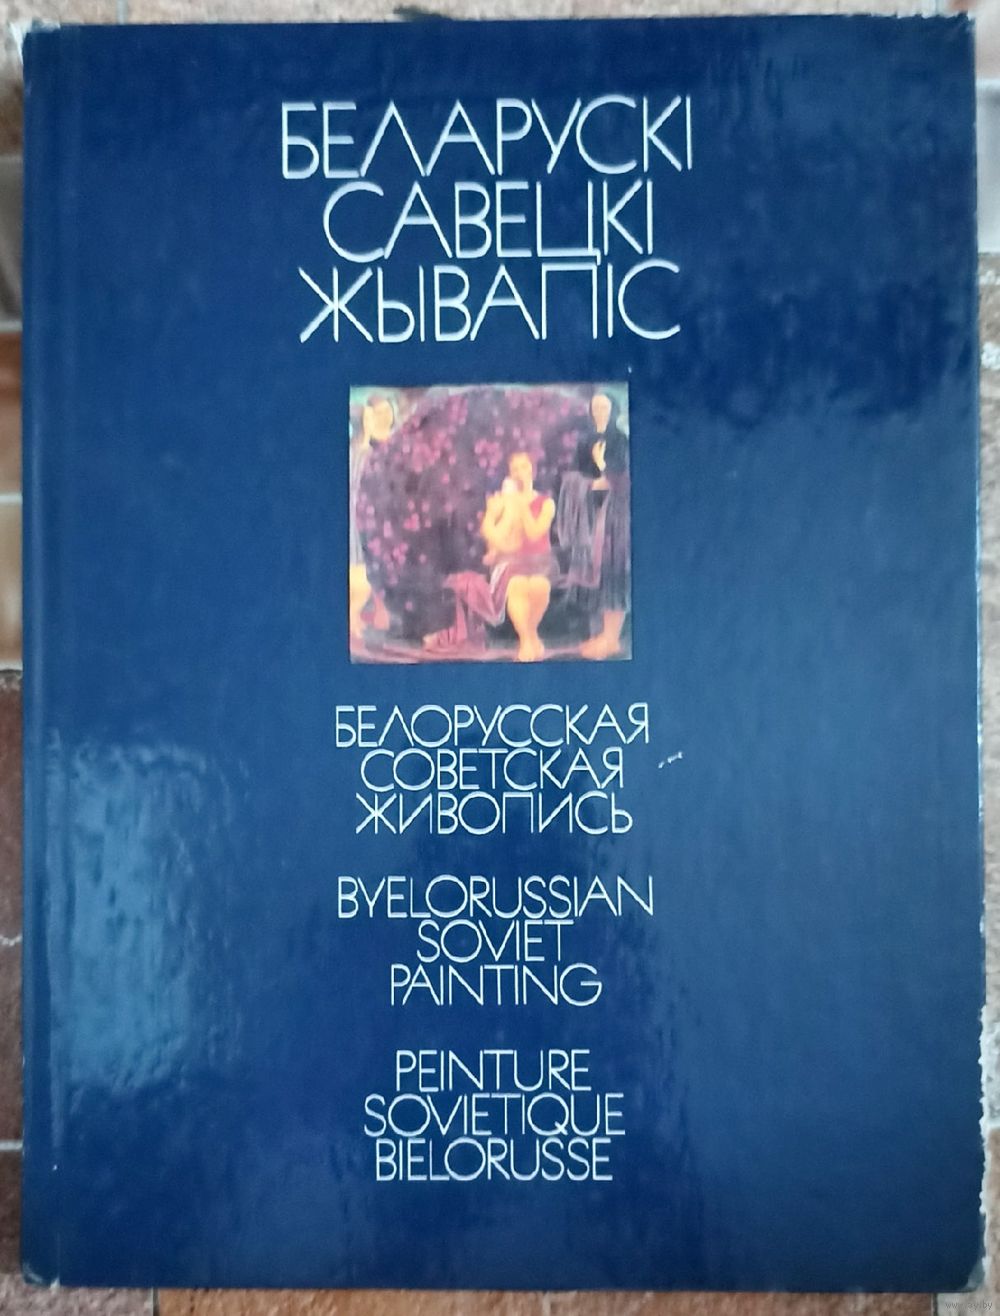 БЕЛАРУСКІ
САВЕЦКІ
ЖЫВАПІС
БЕЛОРУССКАЯ
СОВЕТСКАЯ
ЖИВОПИСЬ
BYELORUSSIAN
SOVIET
PAINTING
PEINTURE
SOVIETIQUE
BIELORUSSE